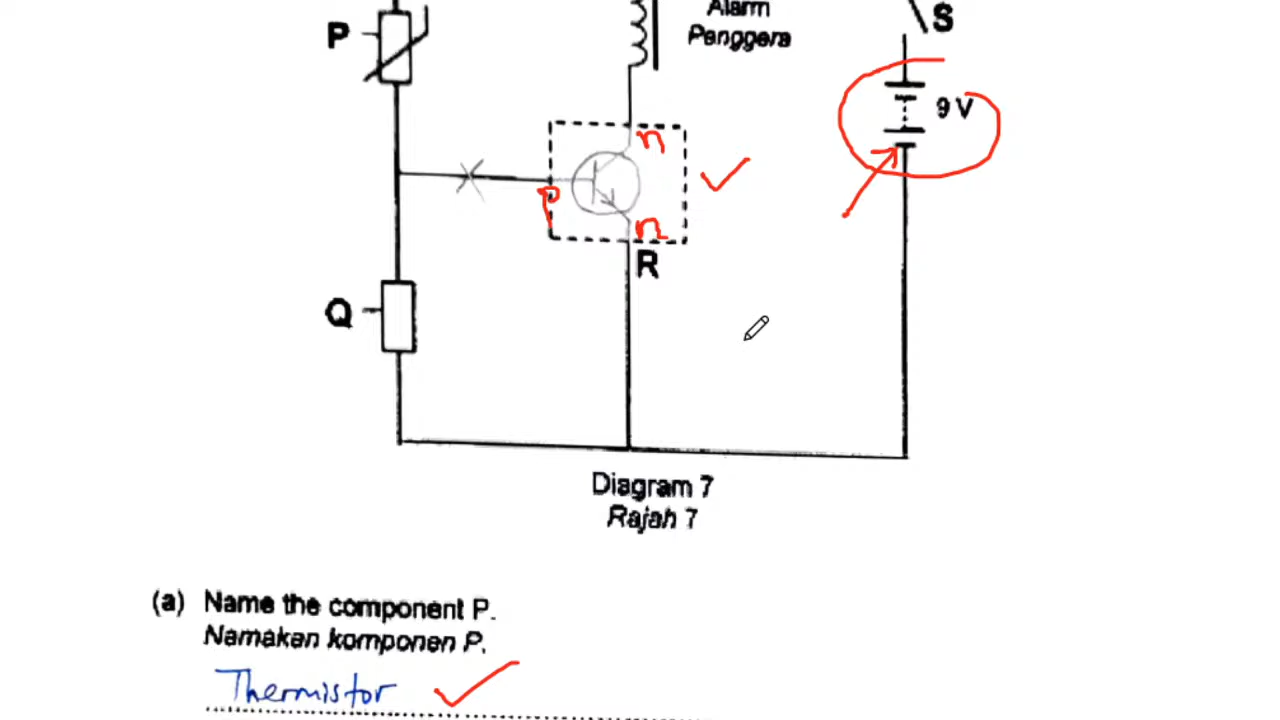 Alarm
Penggera
S
P
9 V
n
p
n
R
Q
Diagram 7
Rajah 7
(a) Name the component P.
Namakan komponen P.
Thermistor